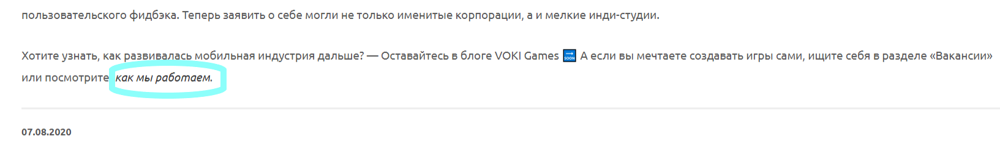 пользовательского фидбэка. Теперь заявить о себе могли не только именитые корпорации, а и мелкие инди-студии.
Хотите узнать, как развивалась мобильная индустрия дальше? — Оставайтесь в блоге VOKI Games 🔜 А если вы мечтаете создавать игры сами, ищите себя в разделе «Вакансии»
или посмотрите как мы работаем.
07.08.2020